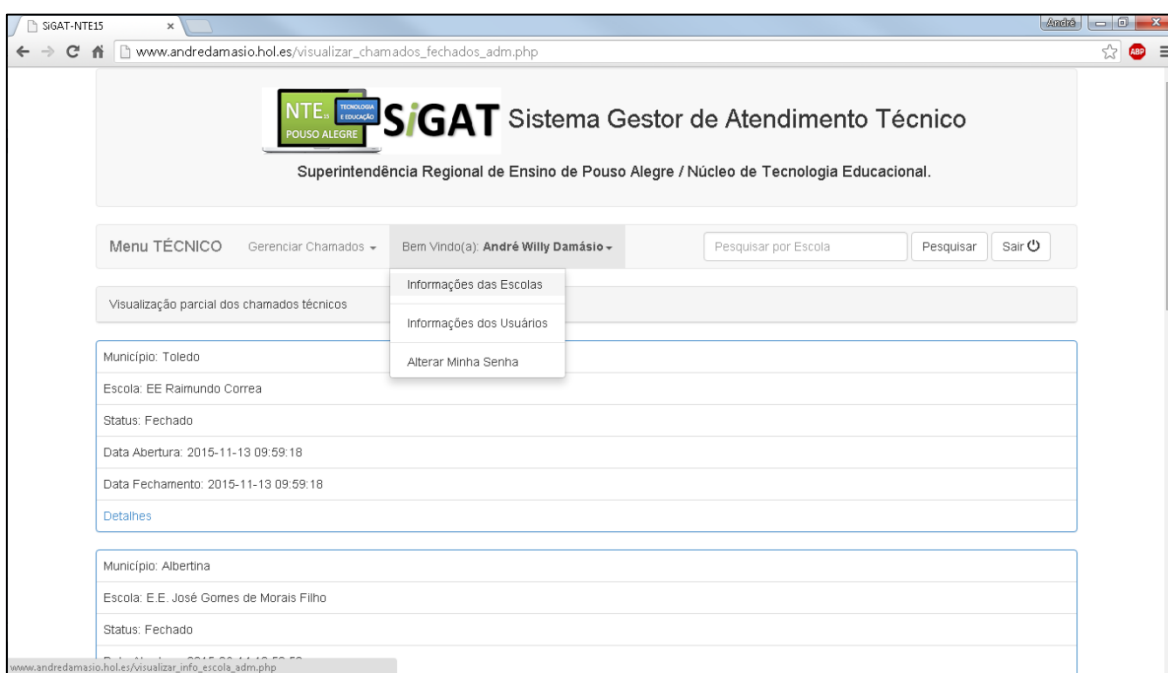 SiGAT-NTE15
André
www.andredamasio.hol.es/visualizar_chamados_fechados_adm.php
ABP
NTE 15 TECNOLOGIA E EDUCAÇÃO
POUSO ALEGRE
SiGAT Sistema Gestor de Atendimento Técnico
Superintendência Regional de Ensino de Pouso Alegre / Núcleo de Tecnologia Educacional.
Menu TÉCNICO Gerenciar Chamados Bem Vindo(a): André Willy Damásio Pesquisar por Escola Pesquisar Sair
Informações das Escolas
Informações dos Usuários
Alterar Minha Senha
Visualização parcial dos chamados técnicos
Município: Toledo
Escola: EE Raimundo Correa
Status: Fechado
Data Abertura: 2015-11-13 09:59:18
Data Fechamento: 2015-11-13 09:59:18
Detalhes
Município: Albertina
Escola: E.E. José Gomes de Morais Filho
Status: Fechado
www.andredamasio.hol.es/visualizar_info_escola_adm.php